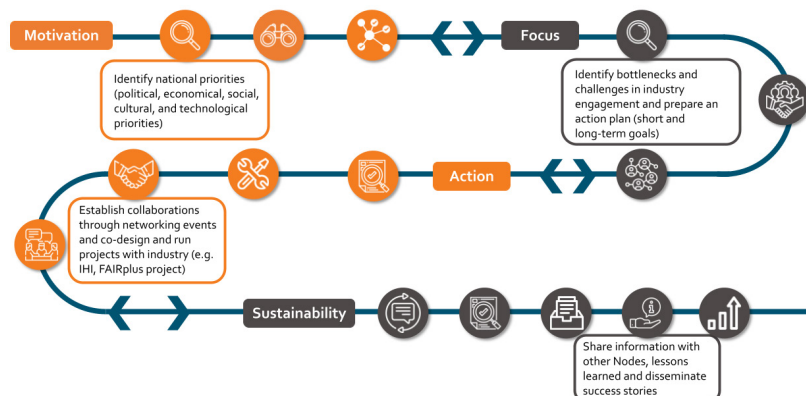 Motivation
Focus
Identify national priorities
(political, economical, social,
cultural, and technological
priorities)
Identify bottlenecks and
challenges in industry
engagement and prepare an
action plan (short and
long-term goals)
Action
Establish collaborations
through networking events
and co-design and run
projects with industry (e.g.
IHI, FAIRplus project)
Sustainability
Share information with
other Nodes, lessons
learned and disseminate
success stories